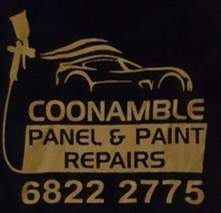 COONAMBLE
PANEL & PAINT
REPAIRS
6822 2775